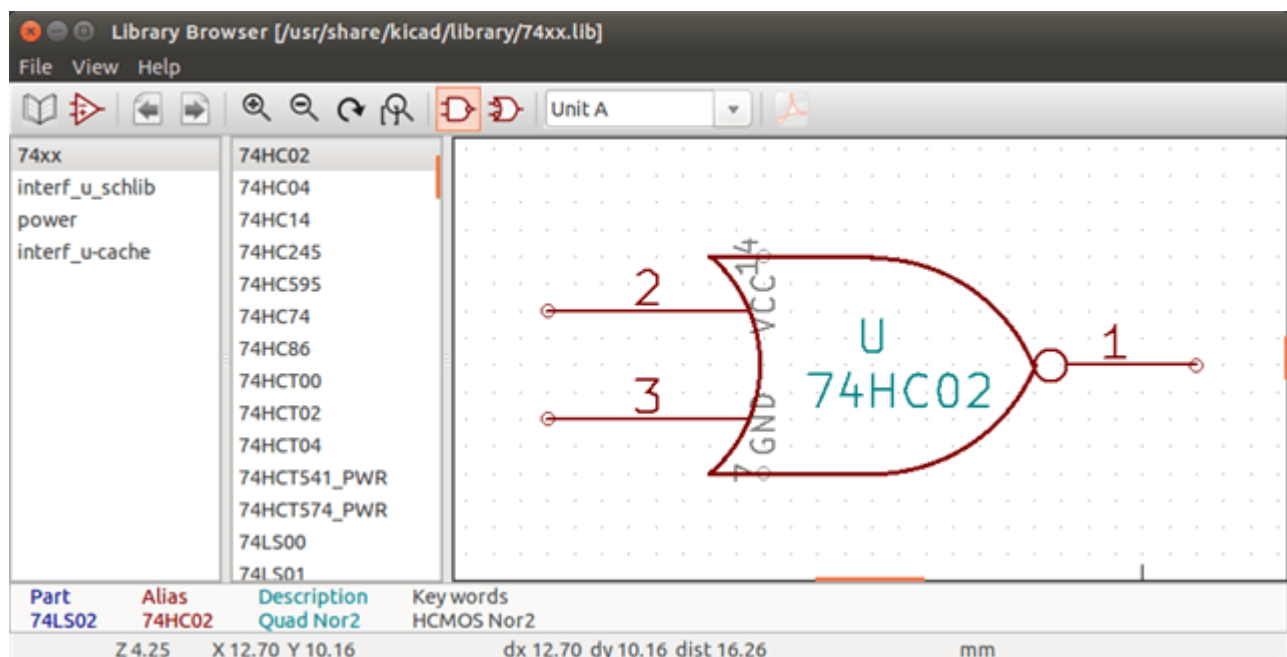 Library Browser [/usr/share/kicad/library/74xx.lib]
File View Help
Unit A
74xx
interf_u_schlib
power
interf_u-cache
74HC02
74HC04
74HC14
74HC245
74HC595
74HC74
74HC86
74HCT00
74HCT02
74HCT04
74HCT541_PWR
74HCT574_PWR
74LS00
74LS01
14
VCC
2
3
GND
7
U
74HC02
1
Part Alias Description Key words
74LS02 74HC02 Quad Nor2 HCMOS Nor2
Z 4.25 X 12.70 Y 10.16 dx 12.70 dy 10.16 dist 16.26 mm